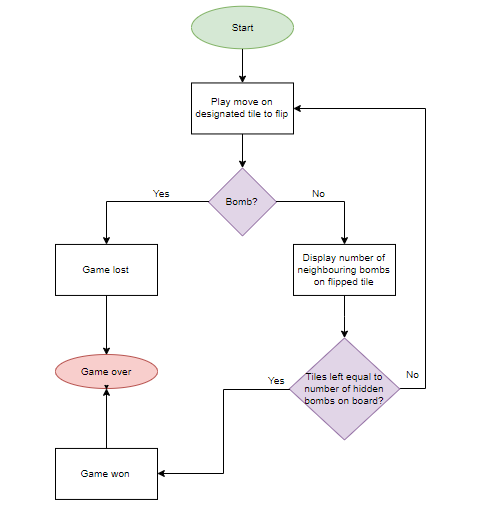 Start
Play move on
designated tile to flip
Yes
No
Bomb?
Game lost
Display number of
neighbouring bombs
on flipped tile
Game over
Yes
Tiles left equal to
number of hidden
bombs on board?
No
Game won